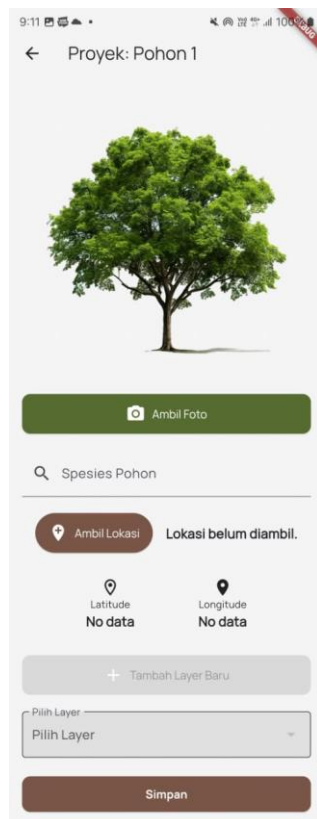 9:11
100%
Proyek: Pohon 1
Ambil Foto
Spesies Pohon
Ambil Lokasi
Lokasi belum diambil.
Latitude
Longitude
No data
No data
Tambah Layer Baru
Pilih Layer
Pilih Layer
Simpan